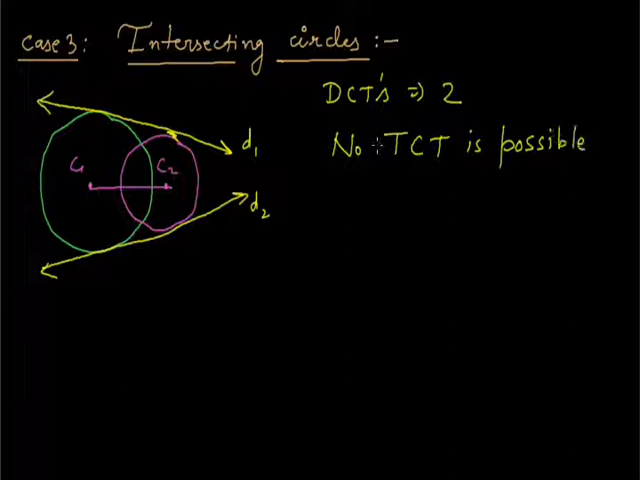 Case 3: Intersecting circles :-
DCT's => 2
No TCT is possible
C1 C2
d1
d2